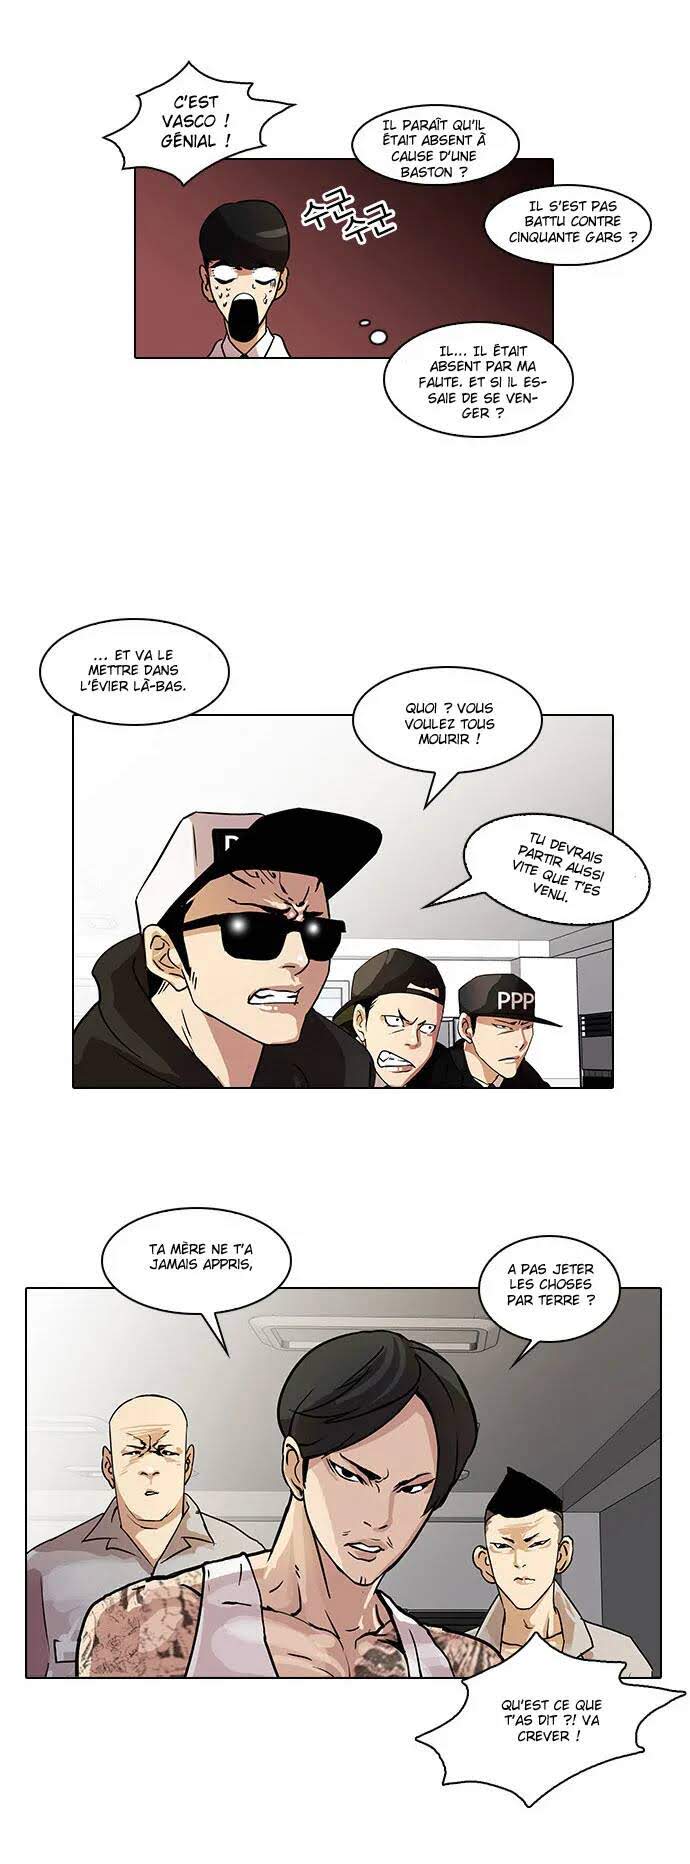 C'EST
VASCO !
GÉNIAL !
IL PARAÎT QU'IL
ÉTAIT ABSENT À
CAUSE D'UNE
BASTON ?
IL S'EST PAS
BATTU CONTRE
CINQUANTE GARS ?
수군
수군
IL... IL ÉTAIT
ABSENT PAR MA
FAUTE. ET SI IL ES-
SAIE DE SE VEN-
GER ?
... ET VA LE
METTRE DANS
L'ÉVIER LÀ-BAS.
QUOI ? VOUS
VOULEZ TOUS
MOURIR !
TU DEVRAIS
PARTIR AUSSI
VITE QUE T'ES
VENU.
PPP
TA MÈRE NE T'A
JAMAIS APPRIS,
A PAS JETER
LES CHOSES
PAR TERRE ?
QU'EST CE QUE
T'AS DIT ?! VA
CREVER !